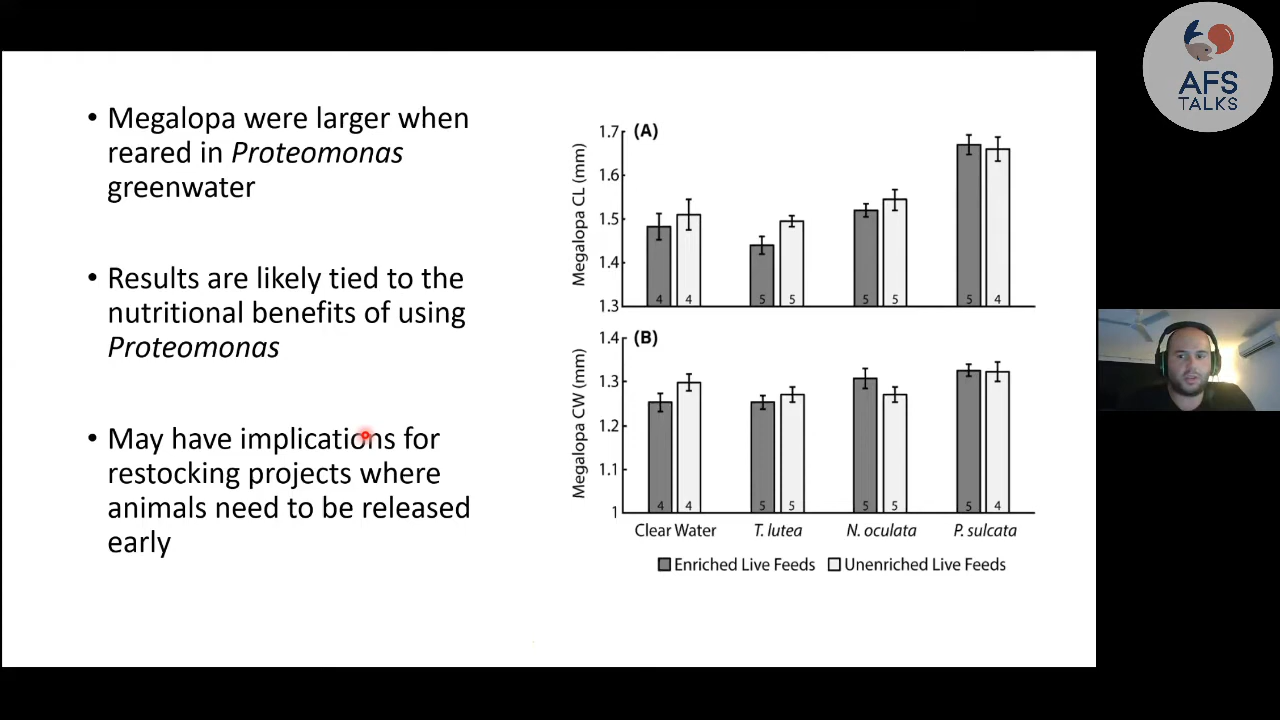 AFS
TALKS
• Megalopa were larger when
reared in Proteomonas
greenwater
• Results are likely tied to the
nutritional benefits of using
Proteomonas
• May have implications for
restocking projects where
animals need to be released
early
(A)
Megalopa CL (mm)
1.7
1.6
1.5
1.4
1.3
4 4 5 5 5 5 5 4
(B)
Megalopa CW (mm)
1.4
1.3
1.2
1.1
1
4 4 5 5 5 5 5 4
Clear Water T. lutea N. oculata P. sulcata
Enriched Live Feeds Unenriched Live Feeds